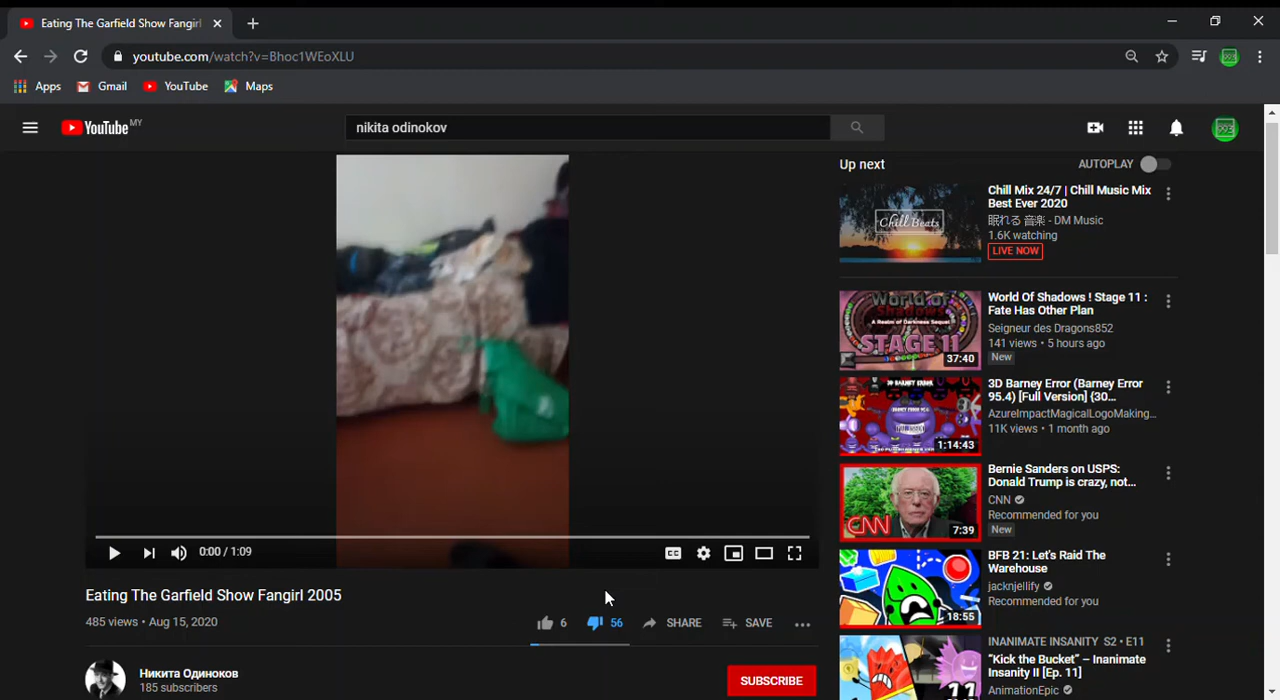 Eating The Garfield Show Fangirl
youtube.com/watch?v=Bhoc1WEoXLU
Apps
Gmail
YouTube
Maps
YouTube MY
nikita odinokov
Up next
AUTOPLAY
Chill Beats
Chill Mix 24/7 | Chill Music Mix
Best Ever 2020
眠れる 音楽 - DM Music
1.6K watching
LIVE NOW
World Of
Shadows
STAGE 11
37:40
World Of Shadows ! Stage 11 :
Fate Has Other Plan
Seigneur des Dragons852
141 views • 5 hours ago
New
1:14:43
3D Barney Error (Barney Error
95.4) [Full Version] {30...
AzureImpactMagicalLogoMaking...
11K views • 1 month ago
CNN
7:39
Bernie Sanders on USPS:
Donald Trump is crazy, not...
CNN
Recommended for you
New
18:55
BFB 21: Let's Raid The
Warehouse
jacknjellify
Recommended for you
11
INANIMATE INSANITY S2 • E11
“Kick the Bucket” – Inanimate
Insanity II [Ep. 11]
AnimationEpic
0:00 / 1:09
CC
Eating The Garfield Show Fangirl 2005
485 views • Aug 15, 2020
6
56
SHARE
SAVE
Никита Одиноков
185 subscribers
SUBSCRIBE